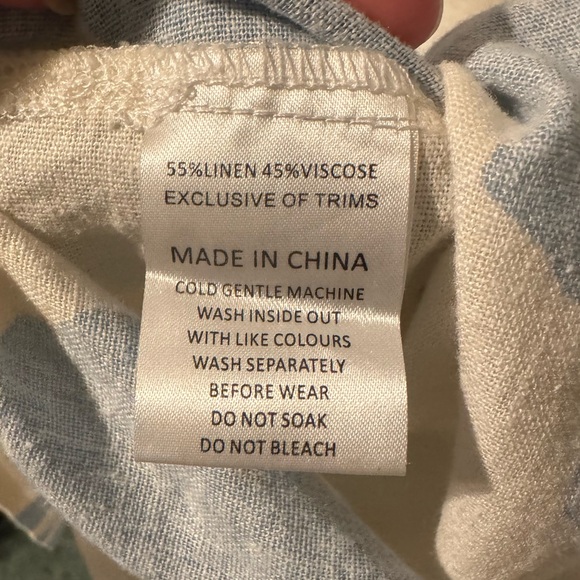 55%LINEN 45%VISCOSE
EXCLUSIVE OF TRIMS
MADE IN CHINA
COLD GENTLE MACHINE
WASH INSIDE OUT
WITH LIKE COLOURS
WASH SEPARATELY
BEFORE WEAR
DO NOT SOAK
DO NOT BLEACH